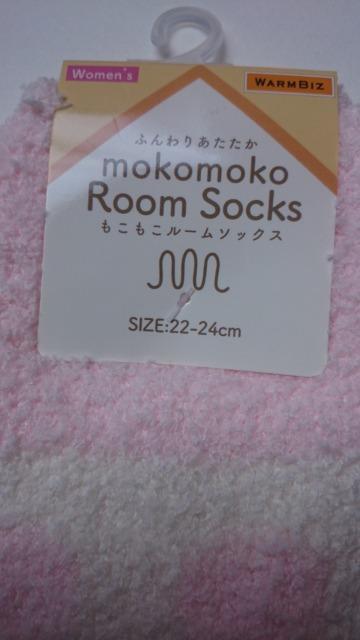 Women's
WARMBIZ
ふんわりあたたか
mokomoko
Room Socks
もこもこルームソックス
SIZE:22-24cm